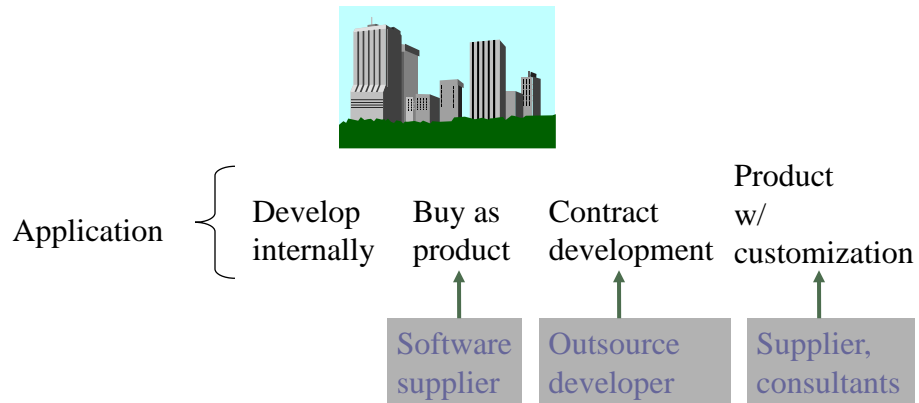 Application
Develop
internally
Buy as
product
Contract
development
Product
w/
customization
Software
supplier
Outsource
developer
Supplier,
consultants